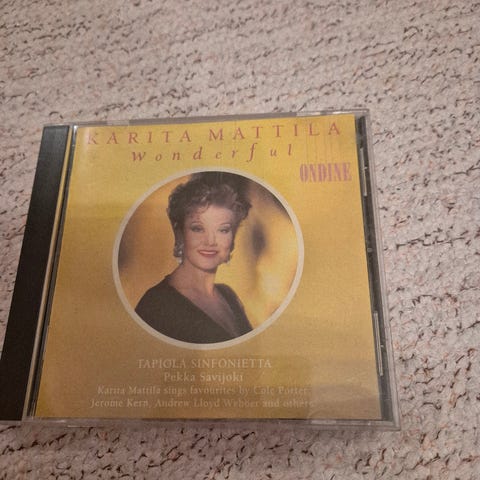 KARITA MATTILA
Wonderful
ONDINE
TAPIOLA SINFONIETTA
Pekka Savijoki
Karita Mattila sings favourites by Cole Porter
Jerome Kern, Andrew Lloyd Webber and others